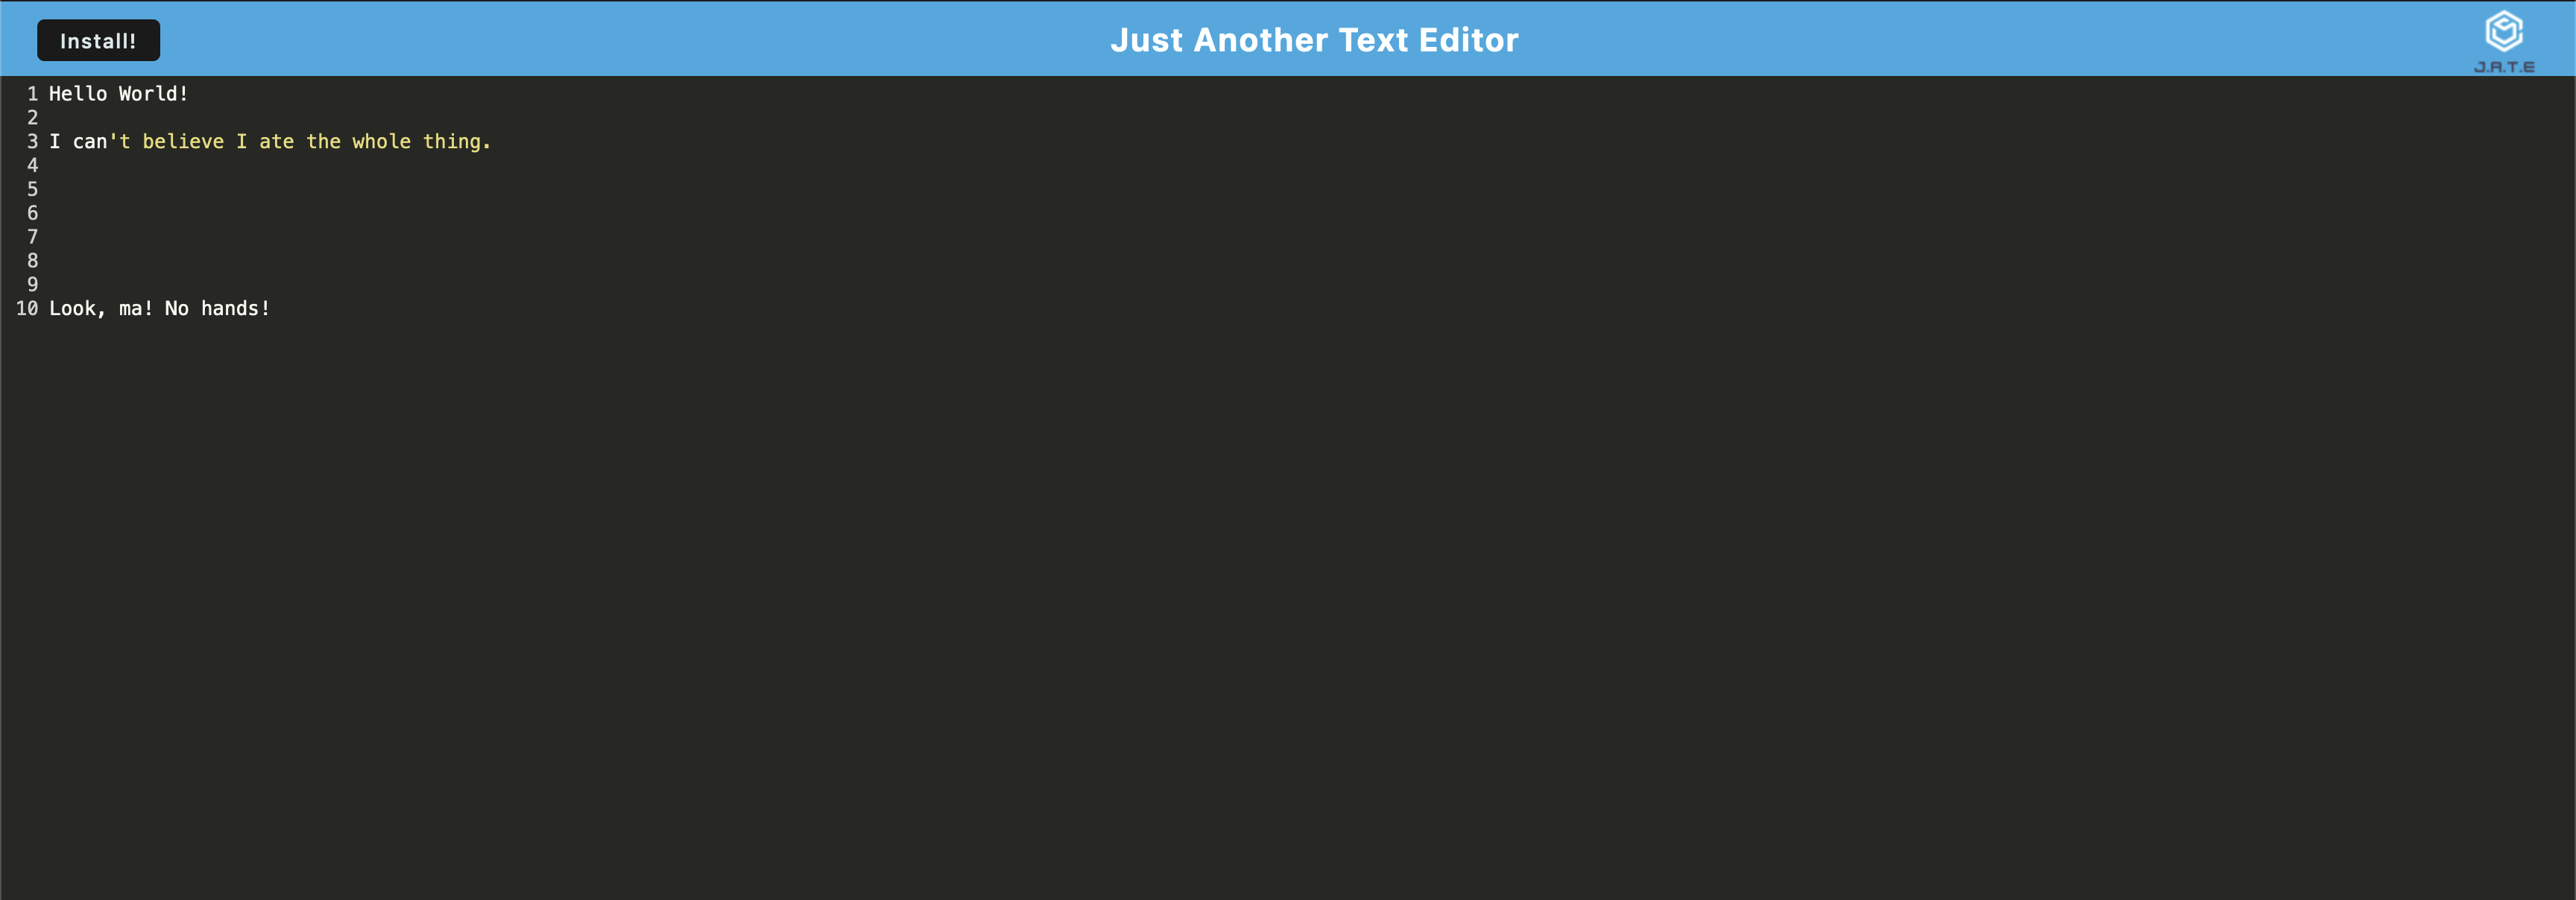 Install!
Just Another Text Editor
J.A.T.E
1 Hello World!
2
3 I can't believe I ate the whole thing.
4
5
6
7
8
9
10 Look, ma! No hands!